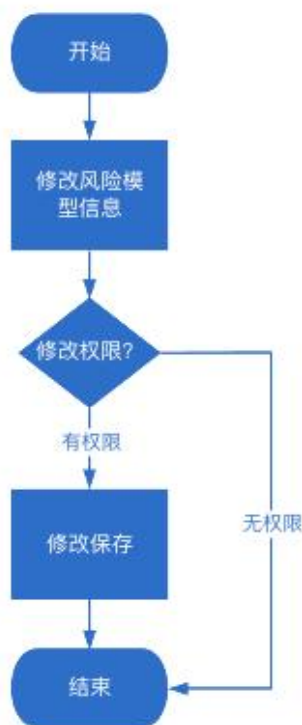 开始
修改风险模
型信息
修改权限?
有权限
无权限
修改保存
结束